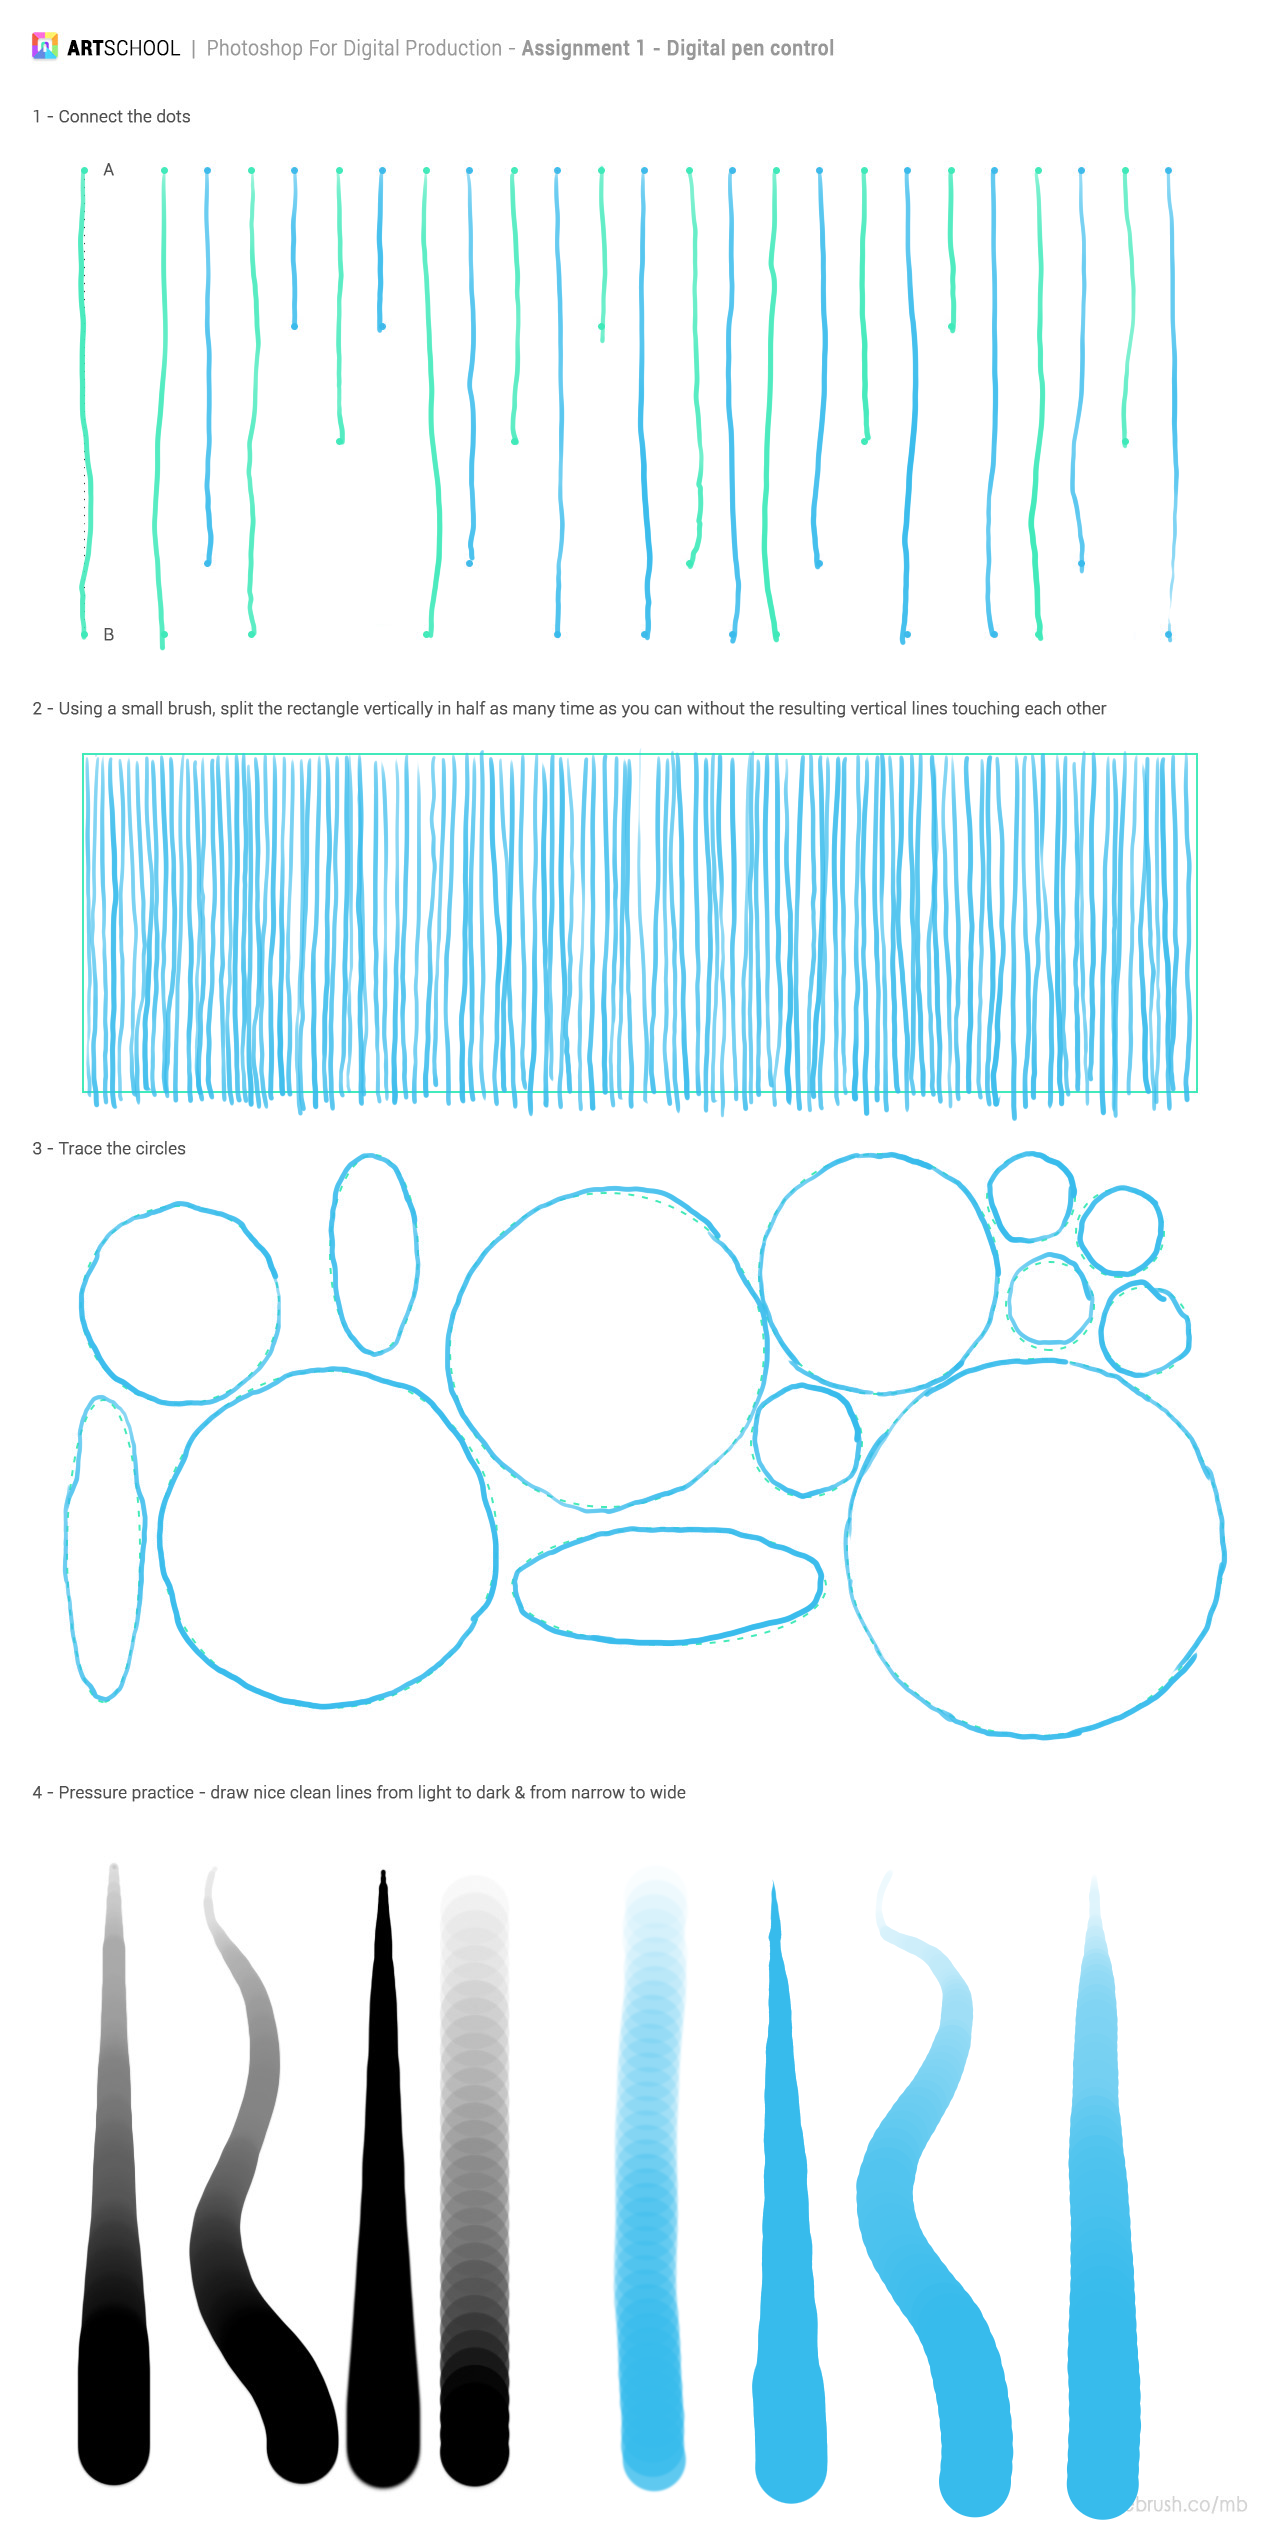 ARTSCHOOL | Photoshop For Digital Production - Assignment 1 - Digital pen control
1 - Connect the dots
A
B
2 - Using a small brush, split the rectangle vertically in half as many time as you can without the resulting vertical lines touching each other
3 - Trace the circles
4 - Pressure practice - draw nice clean lines from light to dark & from narrow to wide
brush.co/mb